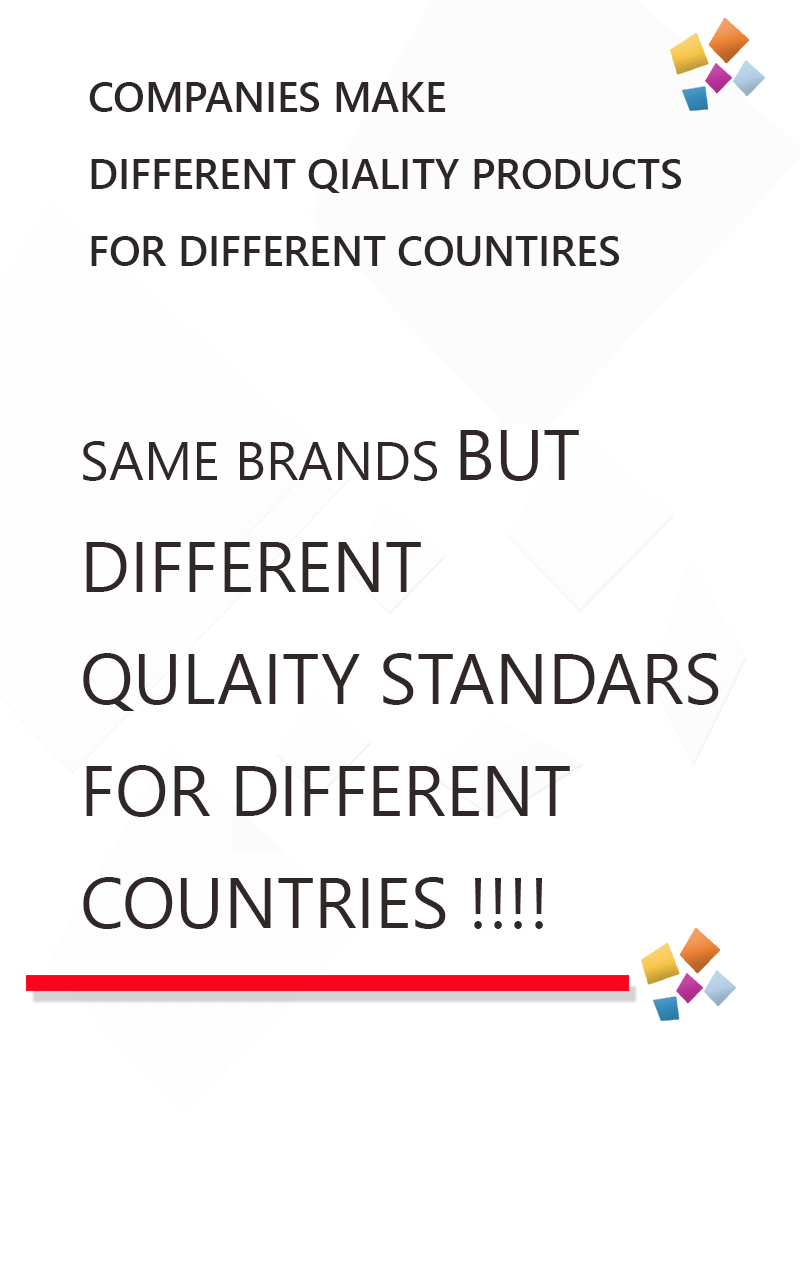 COMPANIES MAKE
DIFFERENT QIALITY PRODUCTS
FOR DIFFERENT COUNTIRES
SAME BRANDS BUT
DIFFERENT
QULAITY STANDARS
FOR DIFFERENT
COUNTRIES !!!!